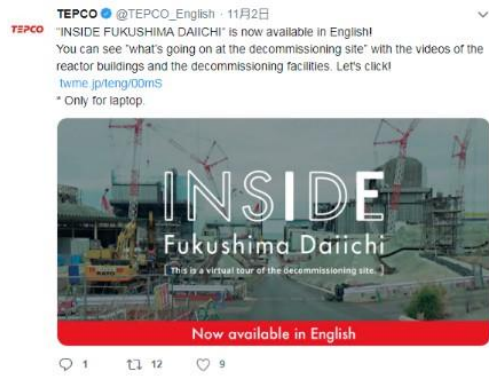 TEPCO @TEPCO_English · 11月2日
TEPCO
"INSIDE FUKUSHIMA DAIICHI" is now available in English!
You can see "what's going on at the decommissioning site" with the videos of the
reactor buildings and the decommissioning facilities. Let's click!
twme.jp/teng/00mS
* Only for laptop.
INSIDE
Fukushima Daiichi
[ This is a virtual tour of the decommissioning site. ]
Now available in English
1 12 9